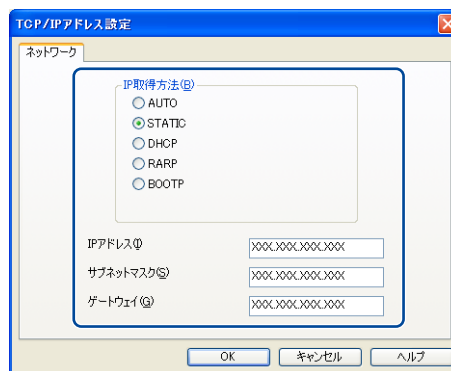 TCP/IPアドレス設定
ネットワーク
IP取得方法(B)
AUTO
STATIC
DHCP
RARP
BOOTP
IPアドレス(I) XXX.XXX.XXX.XXX
サブネットマスク(S) XXX.XXX.XXX.XXX
ゲートウェイ(G) XXX.XXX.XXX.XXX
OK キャンセル ヘルプ